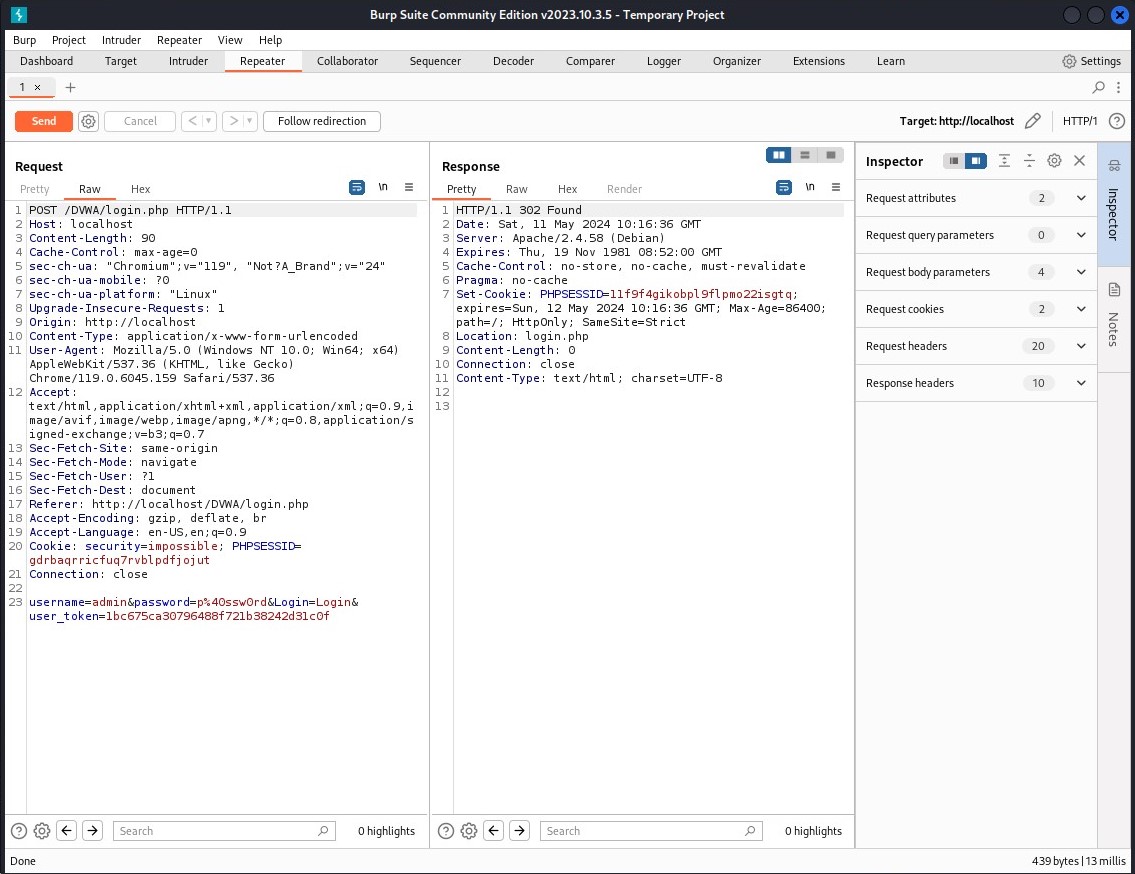 Burp Suite Community Edition v2023.10.3.5 - Temporary Project
Burp Project Intruder Repeater View Help
Dashboard Target Intruder Repeater Collaborator Sequencer Decoder Comparer Logger Organizer Extensions Learn Settings
1 × +
Send Cancel < > Follow redirection Target: http://localhost HTTP/1 ?
Request
Pretty Raw Hex \n
1 POST /DVWA/login.php HTTP/1.1
2 Host: localhost
3 Content-Length: 90
4 Cache-Control: max-age=0
5 sec-ch-ua: "Chromium";v="119", "Not?A_Brand";v="24"
6 sec-ch-ua-mobile: ?0
7 sec-ch-ua-platform: "Linux"
8 Upgrade-Insecure-Requests: 1
9 Origin: http://localhost
10 Content-Type: application/x-www-form-urlencoded
11 User-Agent: Mozilla/5.0 (Windows NT 10.0; Win64; x64)
AppleWebKit/537.36 (KHTML, like Gecko)
Chrome/119.0.6045.159 Safari/537.36
12 Accept:
text/html,application/xhtml+xml,application/xml;q=0.9,i
mage/avif,image/webp,image/apng,*/*;q=0.8,application/s
igned-exchange;v=b3;q=0.7
13 Sec-Fetch-Site: same-origin
14 Sec-Fetch-Mode: navigate
15 Sec-Fetch-User: ?1
16 Sec-Fetch-Dest: document
17 Referer: http://localhost/DVWA/login.php
18 Accept-Encoding: gzip, deflate, br
19 Accept-Language: en-US,en;q=0.9
20 Cookie: security=impossible; PHPSESSID=
gdrbaqrricfuq7rvblpdfjojut
21 Connection: close
22
23 username=admin&password=p%40ssw0rd&Login=Login&
user_token=1bc675ca30796488f721b38242d31c0f
? Search 0 highlights
Response
Pretty Raw Hex Render \n
1 HTTP/1.1 302 Found
2 Date: Sat, 11 May 2024 10:16:36 GMT
3 Server: Apache/2.4.58 (Debian)
4 Expires: Thu, 19 Nov 1981 08:52:00 GMT
5 Cache-Control: no-store, no-cache, must-revalidate
6 Pragma: no-cache
7 Set-Cookie: PHPSESSID=11f9f4gikobpl9flpmo22isgtq;
expires=Sun, 12 May 2024 10:16:36 GMT; Max-Age=86400;
path=/; HttpOnly; SameSite=Strict
8 Location: login.php
9 Content-Length: 0
10 Connection: close
11 Content-Type: text/html; charset=UTF-8
12
13
? Search 0 highlights
Inspector
Request attributes 2
Request query parameters 0
Request body parameters 4
Request cookies 2
Request headers 20
Response headers 10
Inspector
Notes
Done 439 bytes | 13 millis